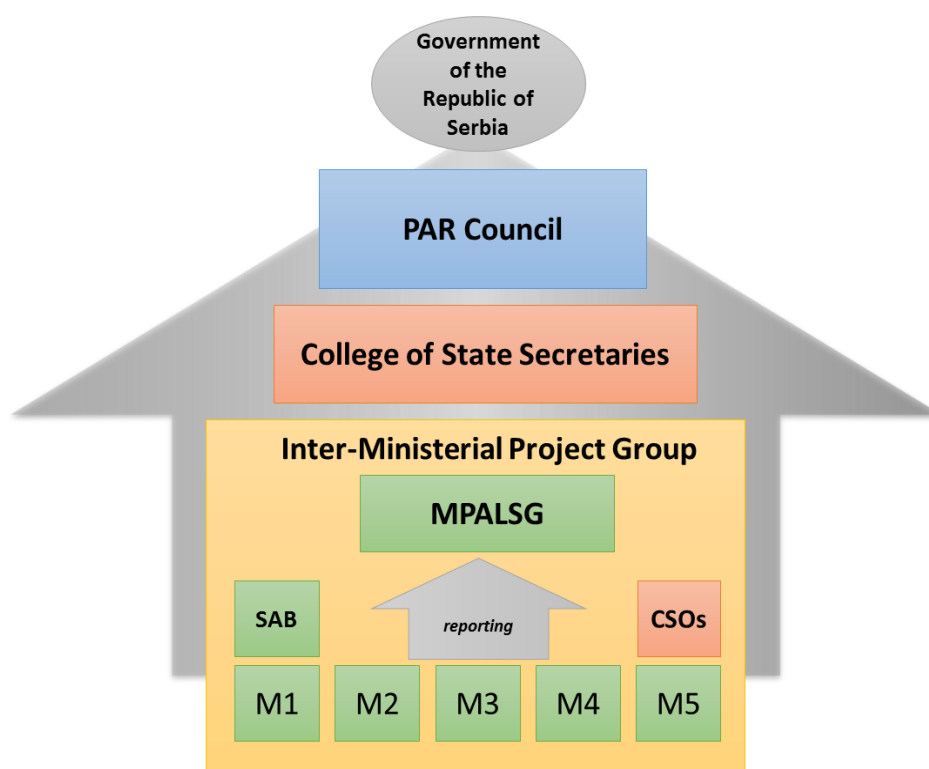 Government
of the
Republic of
Serbia
PAR Council
College of State Secretaries
Inter-Ministerial Project Group
MPALSG
SAB
reporting
CSOs
M1
M2
M3
M4
M5